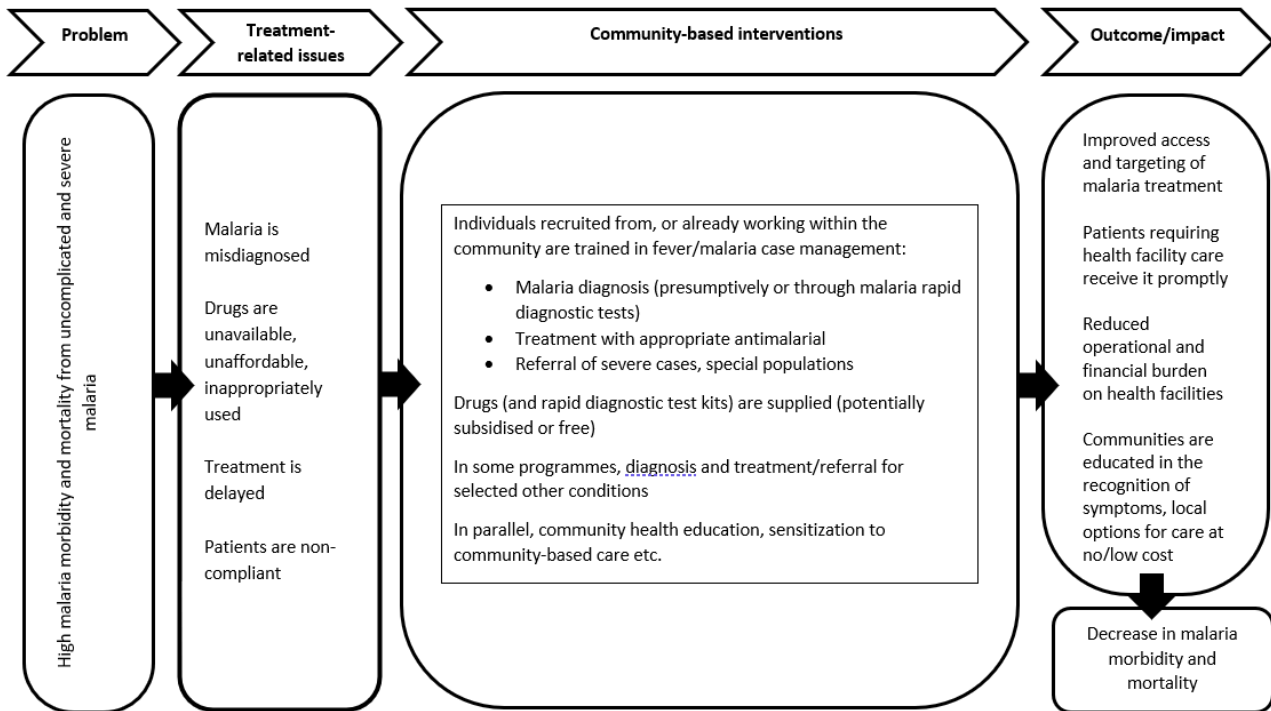 Problem
Treatment-
related issues
Community-based interventions
Outcome/impact
High malaria morbidity and mortality from uncomplicated and severe
malaria
Malaria is
misdiagnosed
Drugs are
unavailable,
unaffordable,
inappropriately
used
Treatment is
delayed
Patients are non-
compliant
Individuals recruited from, or already working within the
community are trained in fever/malaria case management:
• Malaria diagnosis (presumptively or through malaria rapid
diagnostic tests)
• Treatment with appropriate antimalarial
• Referral of severe cases, special populations
Drugs (and rapid diagnostic test kits) are supplied (potentially
subsidised or free)
In some programmes, diagnosis and treatment/referral for
selected other conditions
In parallel, community health education, sensitization to
community-based care etc.
Improved access
and targeting of
malaria treatment
Patients requiring
health facility care
receive it promptly
Reduced
operational and
financial burden
on health facilities
Communities are
educated in the
recognition of
symptoms, local
options for care at
no/low cost
Decrease in malaria
morbidity and
mortality